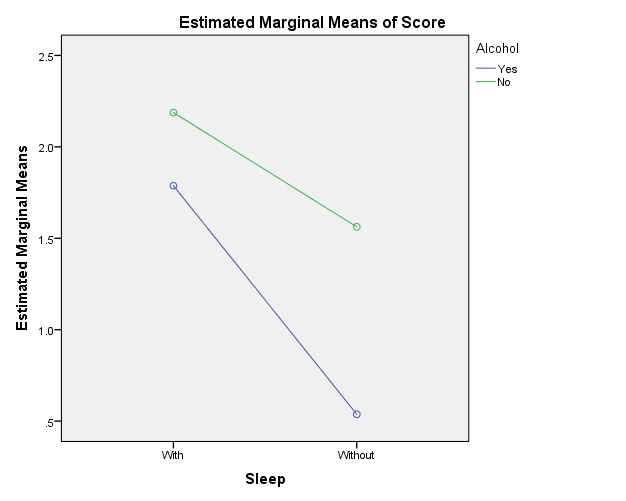 Estimated Marginal Means of Score
Alcohol
Yes
No
Estimated Marginal Means
2.5
2.0
1.5
1.0
.5
With
Without
Sleep